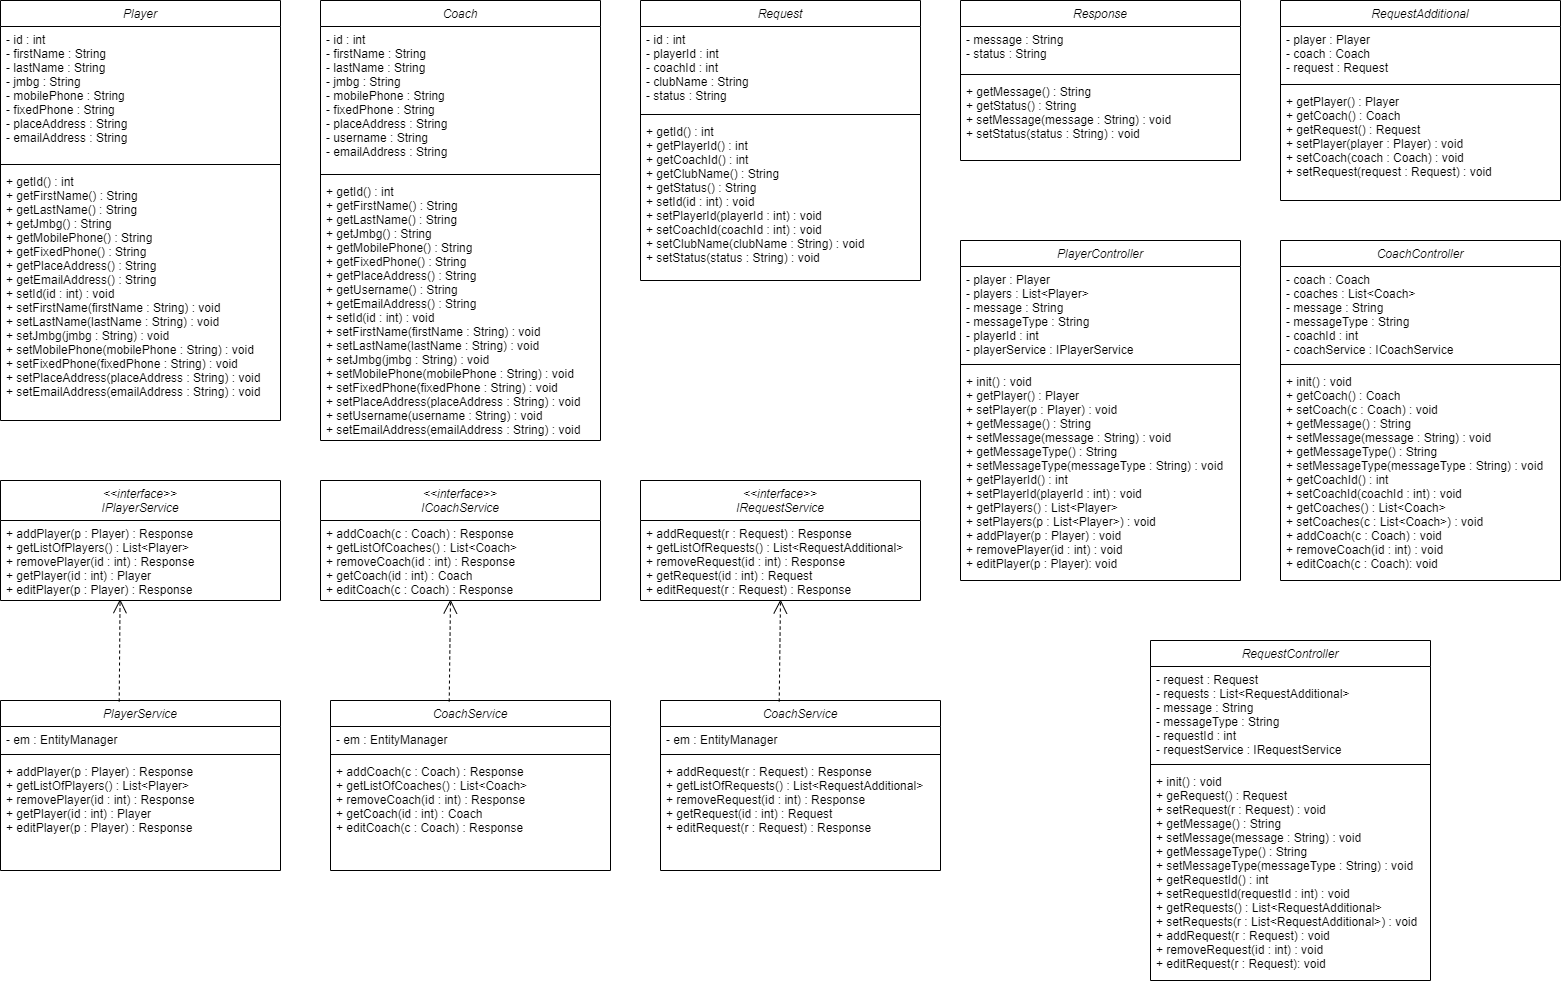 Player
- id : int
- firstName : String
- lastName : String
- jmbg : String
- mobilePhone : String
- fixedPhone : String
- placeAddress : String
- emailAddress : String
+ getId() : int
+ getFirstName() : String
+ getLastName() : String
+ getJmbg() : String
+ getMobilePhone() : String
+ getFixedPhone() : String
+ getPlaceAddress() : String
+ getEmailAddress() : String
+ setId(id : int) : void
+ setFirstName(firstName : String) : void
+ setLastName(lastName : String) : void
+ setJmbg(jmbg : String) : void
+ setMobilePhone(mobilePhone : String) : void
+ setFixedPhone(fixedPhone : String) : void
+ setPlaceAddress(placeAddress : String) : void
+ setEmailAddress(emailAddress : String) : void
Coach
- id : int
- firstName : String
- lastName : String
- jmbg : String
- mobilePhone : String
- fixedPhone : String
- placeAddress : String
- username : String
- emailAddress : String
+ getId() : int
+ getFirstName() : String
+ getLastName() : String
+ getJmbg() : String
+ getMobilePhone() : String
+ getFixedPhone() : String
+ getPlaceAddress() : String
+ getUsername() : String
+ getEmailAddress() : String
+ setId(id : int) : void
+ setFirstName(firstName : String) : void
+ setLastName(lastName : String) : void
+ setJmbg(jmbg : String) : void
+ setMobilePhone(mobilePhone : String) : void
+ setFixedPhone(fixedPhone : String) : void
+ setPlaceAddress(placeAddress : String) : void
+ setUsername(username : String) : void
+ setEmailAddress(emailAddress : String) : void
Request
- id : int
- playerId : int
- coachId : int
- clubName : String
- status : String
+ getId() : int
+ getPlayerId() : int
+ getCoachId() : int
+ getClubName() : String
+ getStatus() : String
+ setId(id : int) : void
+ setPlayerId(playerId : int) : void
+ setCoachId(coachId : int) : void
+ setClubName(clubName : String) : void
+ setStatus(status : String) : void
Response
- message : String
- status : String
+ getMessage() : String
+ getStatus() : String
+ setMessage(message : String) : void
+ setStatus(status : String) : void
RequestAdditional
- player : Player
- coach : Coach
- request : Request
+ getPlayer() : Player
+ getCoach() : Coach
+ getRequest() : Request
+ setPlayer(player : Player) : void
+ setCoach(coach : Coach) : void
+ setRequest(request : Request) : void
PlayerController
- player : Player
- players : List<Player>
- message : String
- messageType : String
- playerId : int
- playerService : IPlayerService
+ init() : void
+ getPlayer() : Player
+ setPlayer(p : Player) : void
+ getMessage() : String
+ setMessage(message : String) : void
+ getMessageType() : String
+ setMessageType(messageType : String) : void
+ getPlayerId() : int
+ setPlayerId(playerId : int) : void
+ getPlayers() : List<Player>
+ setPlayers(p : List<Player>) : void
+ addPlayer(p : Player) : void
+ removePlayer(id : int) : void
+ editPlayer(p : Player): void
CoachController
- coach : Coach
- coaches : List<Coach>
- message : String
- messageType : String
- coachId : int
- coachService : ICoachService
+ init() : void
+ getCoach() : Coach
+ setCoach(c : Coach) : void
+ getMessage() : String
+ setMessage(message : String) : void
+ getMessageType() : String
+ setMessageType(messageType : String) : void
+ getCoachId() : int
+ setCoachId(coachId : int) : void
+ getCoaches() : List<Coach>
+ setCoaches(c : List<Coach>) : void
+ addCoach(c : Coach) : void
+ removeCoach(id : int) : void
+ editCoach(c : Coach): void
<<interface>>
IPlayerService
+ addPlayer(p : Player) : Response
+ getListOfPlayers() : List<Player>
+ removePlayer(id : int) : Response
+ getPlayer(id : int) : Player
+ editPlayer(p : Player) : Response
<<interface>>
ICoachService
+ addCoach(c : Coach) : Response
+ getListOfCoaches() : List<Coach>
+ removeCoach(id : int) : Response
+ getCoach(id : int) : Coach
+ editCoach(c : Coach) : Response
<<interface>>
IRequestService
+ addRequest(r : Request) : Response
+ getListOfRequests() : List<RequestAdditional>
+ removeRequest(id : int) : Response
+ getRequest(id : int) : Request
+ editRequest(r : Request) : Response
PlayerService
- em : EntityManager
+ addPlayer(p : Player) : Response
+ getListOfPlayers() : List<Player>
+ removePlayer(id : int) : Response
+ getPlayer(id : int) : Player
+ editPlayer(p : Player) : Response
CoachService
- em : EntityManager
+ addCoach(c : Coach) : Response
+ getListOfCoaches() : List<Coach>
+ removeCoach(id : int) : Response
+ getCoach(id : int) : Coach
+ editCoach(c : Coach) : Response
CoachService
- em : EntityManager
+ addRequest(r : Request) : Response
+ getListOfRequests() : List<RequestAdditional>
+ removeRequest(id : int) : Response
+ getRequest(id : int) : Request
+ editRequest(r : Request) : Response
RequestController
- request : Request
- requests : List<RequestAdditional>
- message : String
- messageType : String
- requestId : int
- requestService : IRequestService
+ init() : void
+ geRequest() : Request
+ setRequest(r : Request) : void
+ getMessage() : String
+ setMessage(message : String) : void
+ getMessageType() : String
+ setMessageType(messageType : String) : void
+ getRequestId() : int
+ setRequestId(requestId : int) : void
+ getRequests() : List<RequestAdditional>
+ setRequests(r : List<RequestAdditional>) : void
+ addRequest(r : Request) : void
+ removeRequest(id : int) : void
+ editRequest(r : Request): void